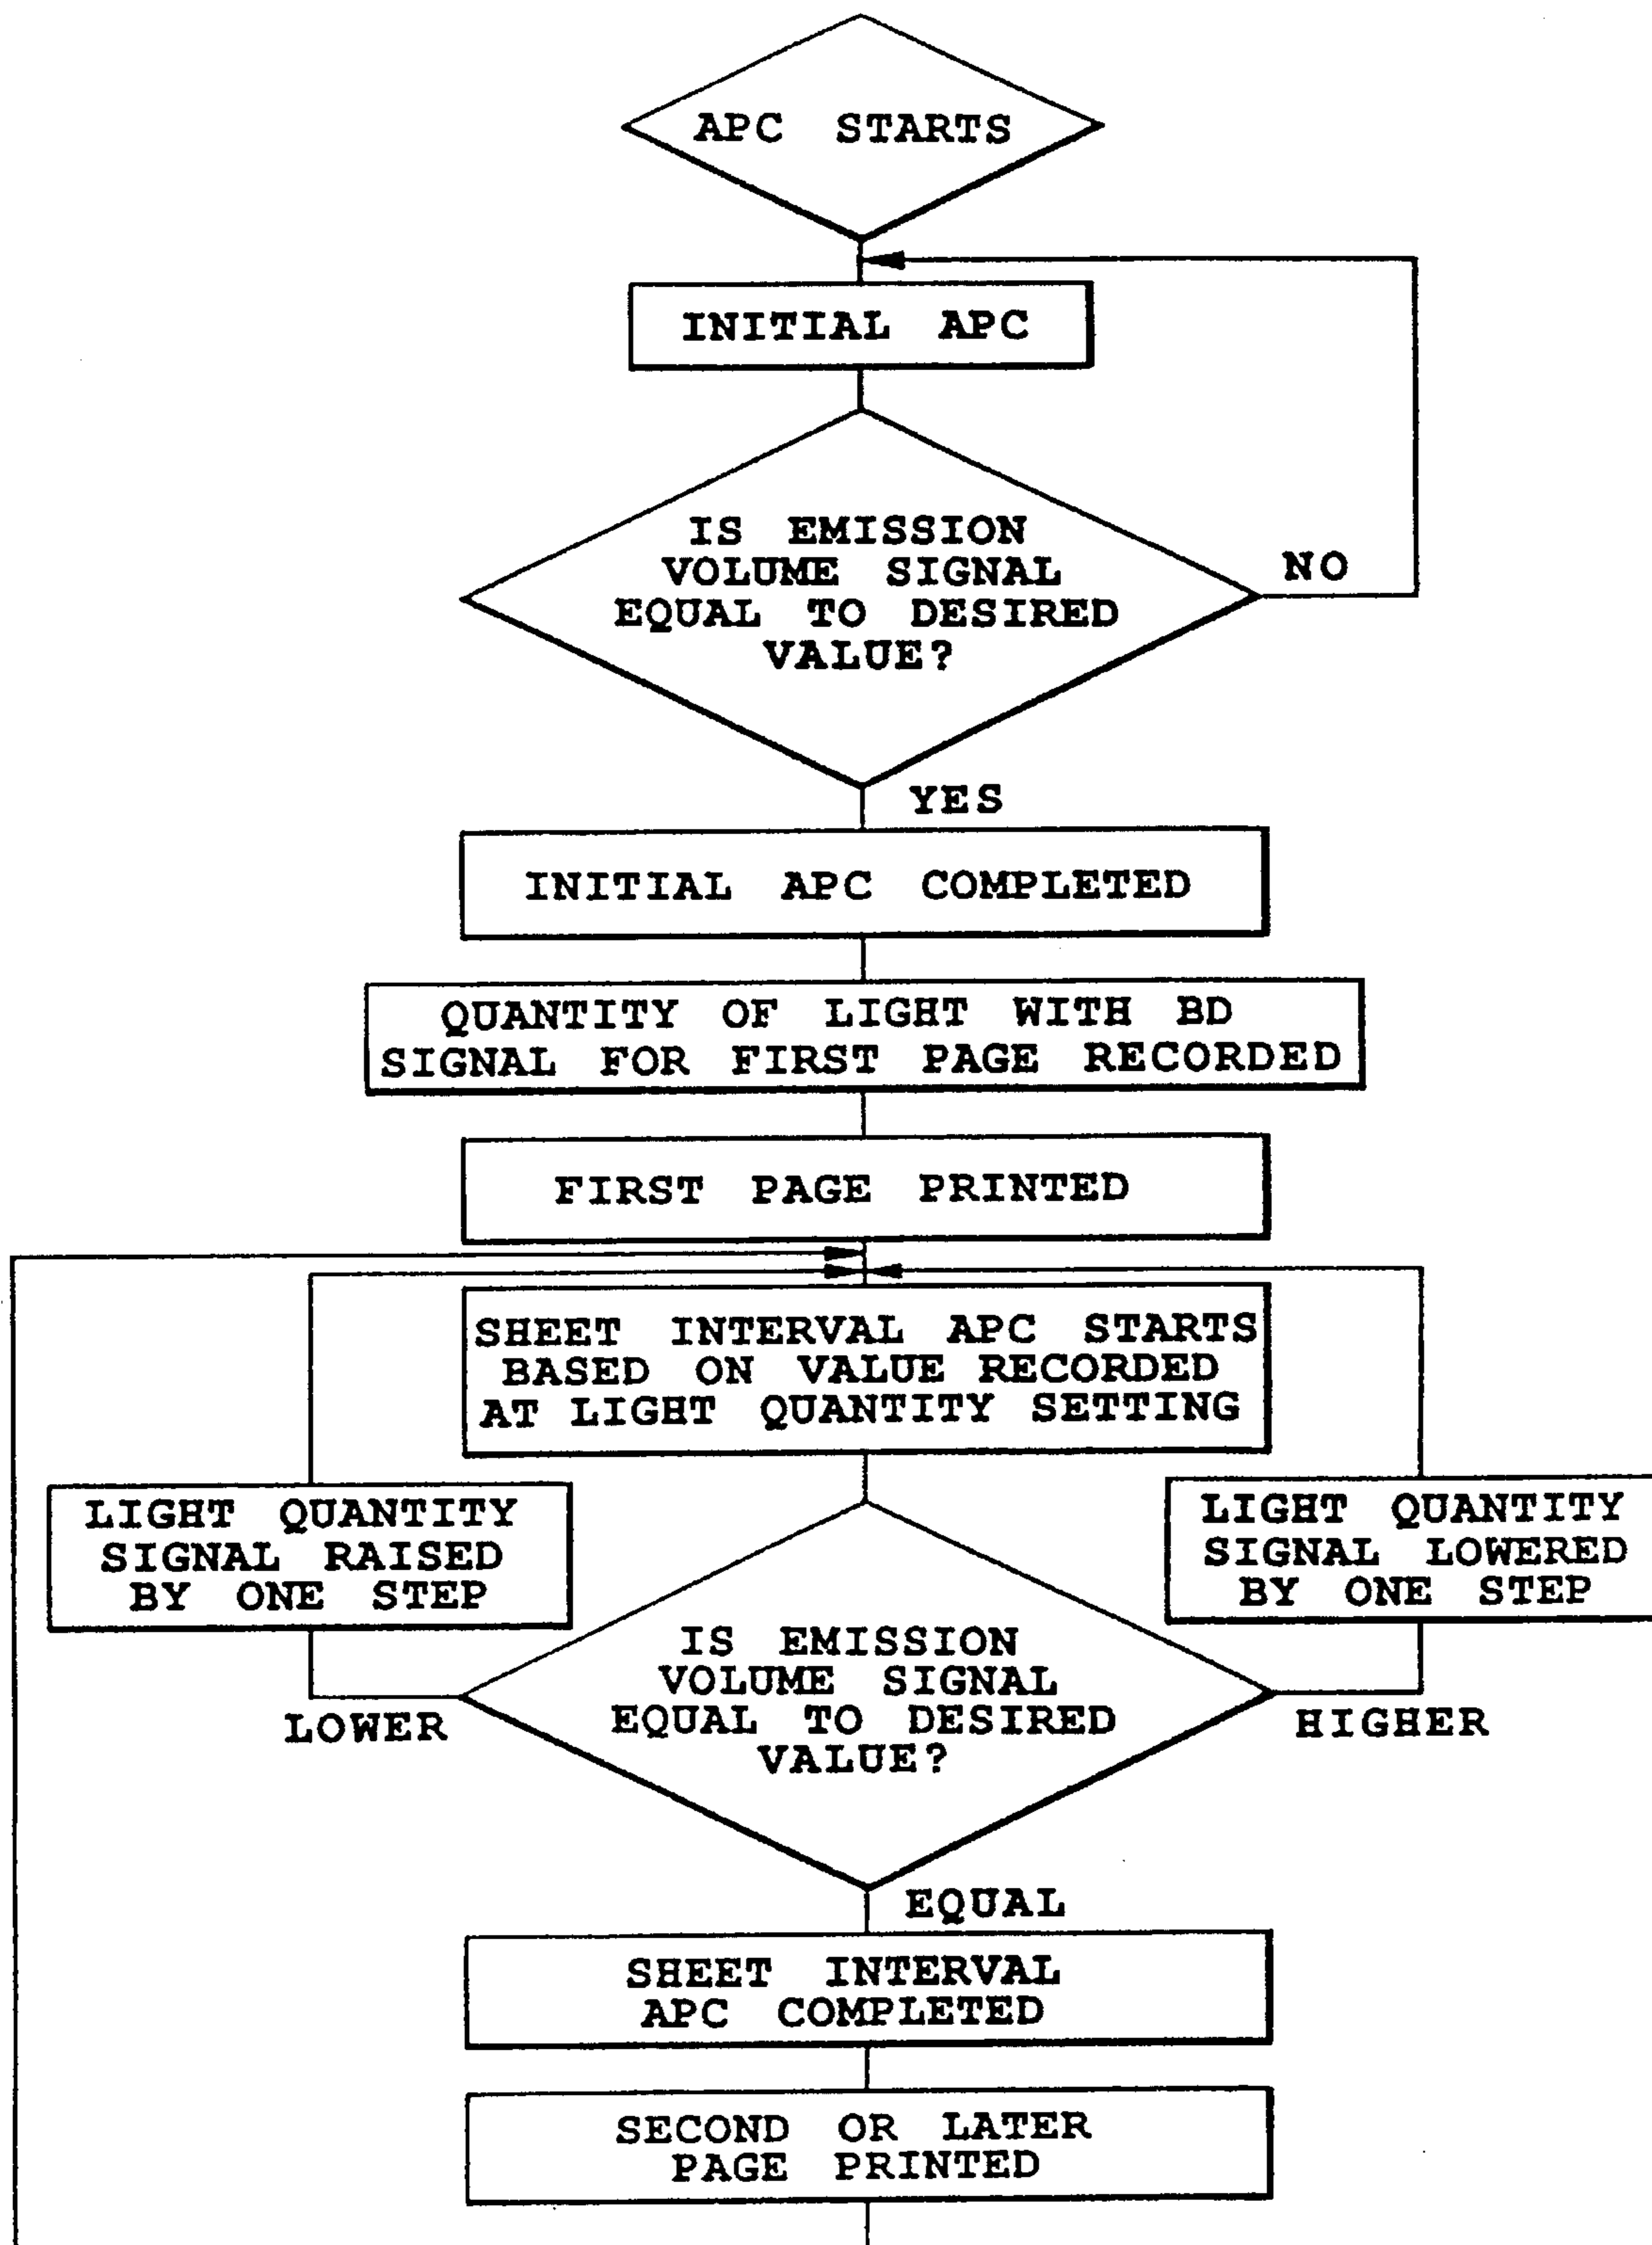 APC STARTS
INITIAL APC
IS EMISSION
VOLUME SIGNAL
EQUAL TO DESIRED
VALUE?
NO
YES
INITIAL APC COMPLETED
QUANTITY OF LIGHT WITH BD
SIGNAL FOR FIRST PAGE RECORDED
FIRST PAGE PRINTED
SHEET INTERVAL APC STARTS
BASED ON VALUE RECORDED
AT LIGHT QUANTITY SETTING
LIGHT QUANTITY
SIGNAL RAISED
BY ONE STEP
LIGHT QUANTITY
SIGNAL LOWERED
BY ONE STEP
IS EMISSION
VOLUME SIGNAL
EQUAL TO DESIRED
VALUE?
LOWER
HIGHER
EQUAL
SHEET INTERVAL
APC COMPLETED
SECOND OR LATER
PAGE PRINTED